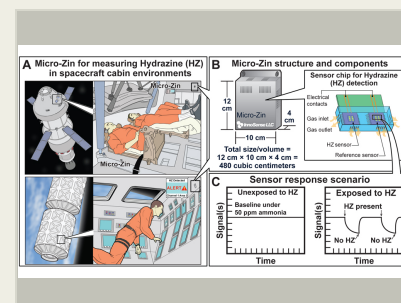 A Micro-Zin for measuring Hydrazine (HZ)
in spacecraft cabin environments
Micro-Zin
Micro-Zin
ALERT
B Micro-Zin structure and components
12
cm
Micro-Zin
InnoSense LLC
4
cm
10 cm
Total size/volume =
12 cm × 10 cm × 4 cm =
480 cubic centimeters
Sensor chip for Hydrazine
(HZ) detection
Electrical
contacts
Gas inlet
Gas outlet
HZ sensor
Reference sensor
C Sensor response scenario
Unexposed to HZ
Baseline under
50 ppm ammonia
Signal(s)
Time
Exposed to HZ
HZ present
No HZ
No HZ
Signal(s)
Time